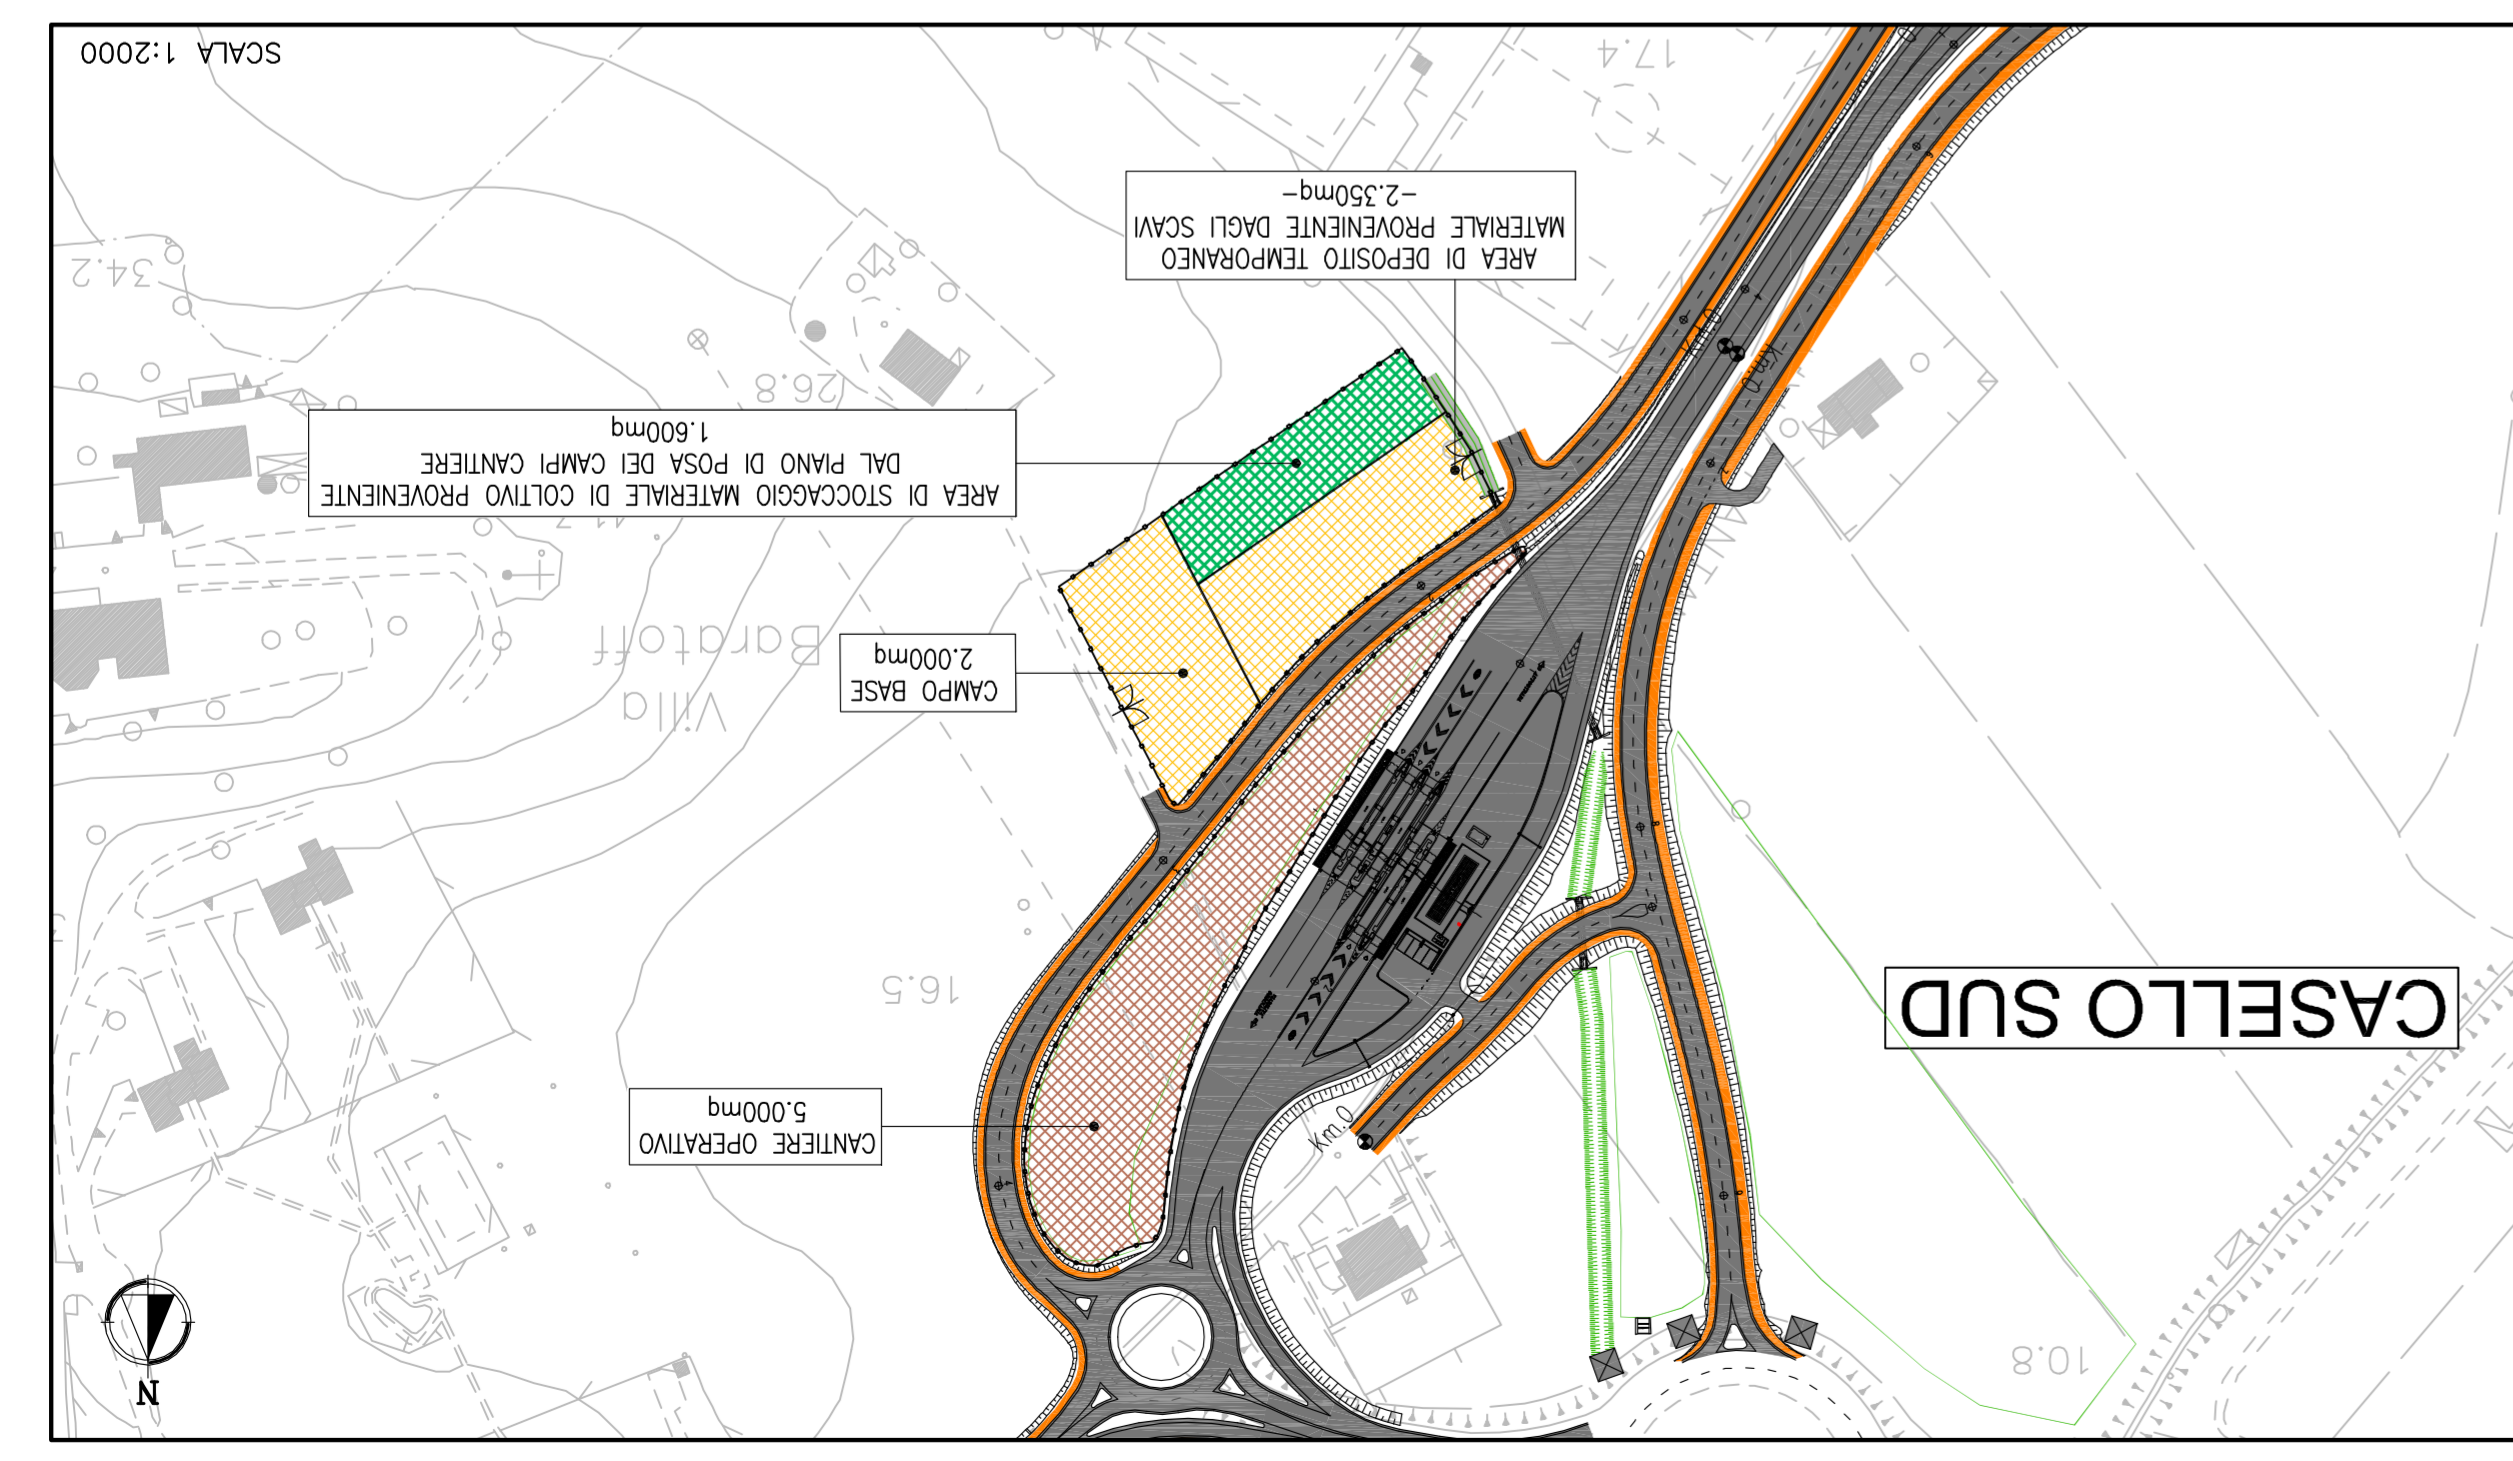 CASELLO SUD
10.8
N
CANTIERE OPERATIVO
5.000mq
Km.0
16.5
CAMPO BASE
2.000mq
Villa
Baratoff
AREA DI STOCCAGGIO MATERIALE DI COLTIVO PROVENIENTE
DAL PIANO DI POSA DEI CAMPI CANTIERE
1.600mq
26.8
Km.0
34.2
AREA DI DEPOSITO TEMPORANEO
MATERIALE PROVENIENTE DAGLI SCAVI
-2.350mq-
17.4
SCALA 1:2000